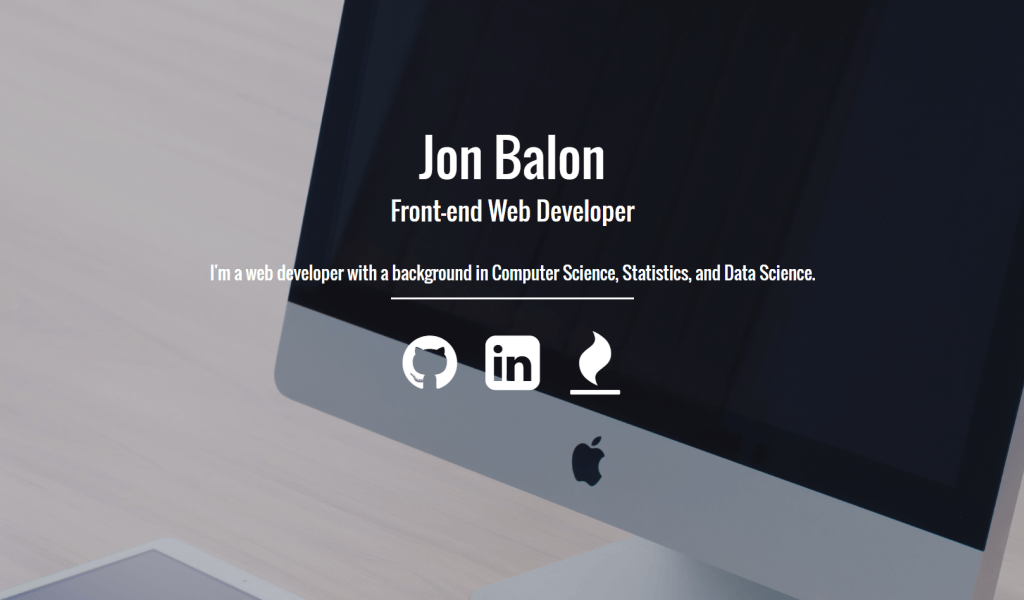 Jon Balon
Front-end Web Developer
I'm a web developer with a background in Computer Science, Statistics, and Data Science.
in